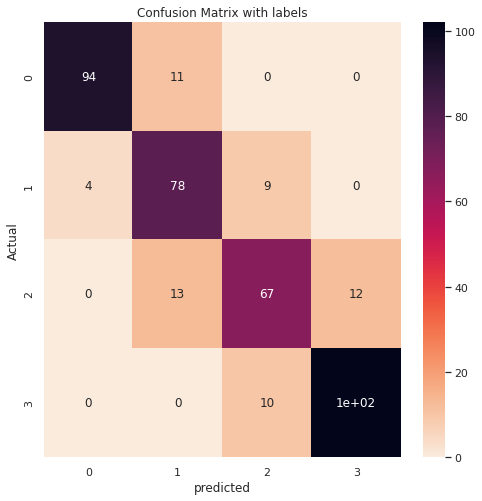 Confusion Matrix with labels
0 94 11 0 0
1 4 78 9 0
2 0 13 67 12
3 0 0 10 1e+02
0 1 2 3
predicted
Actual
100
80
60
40
20
0